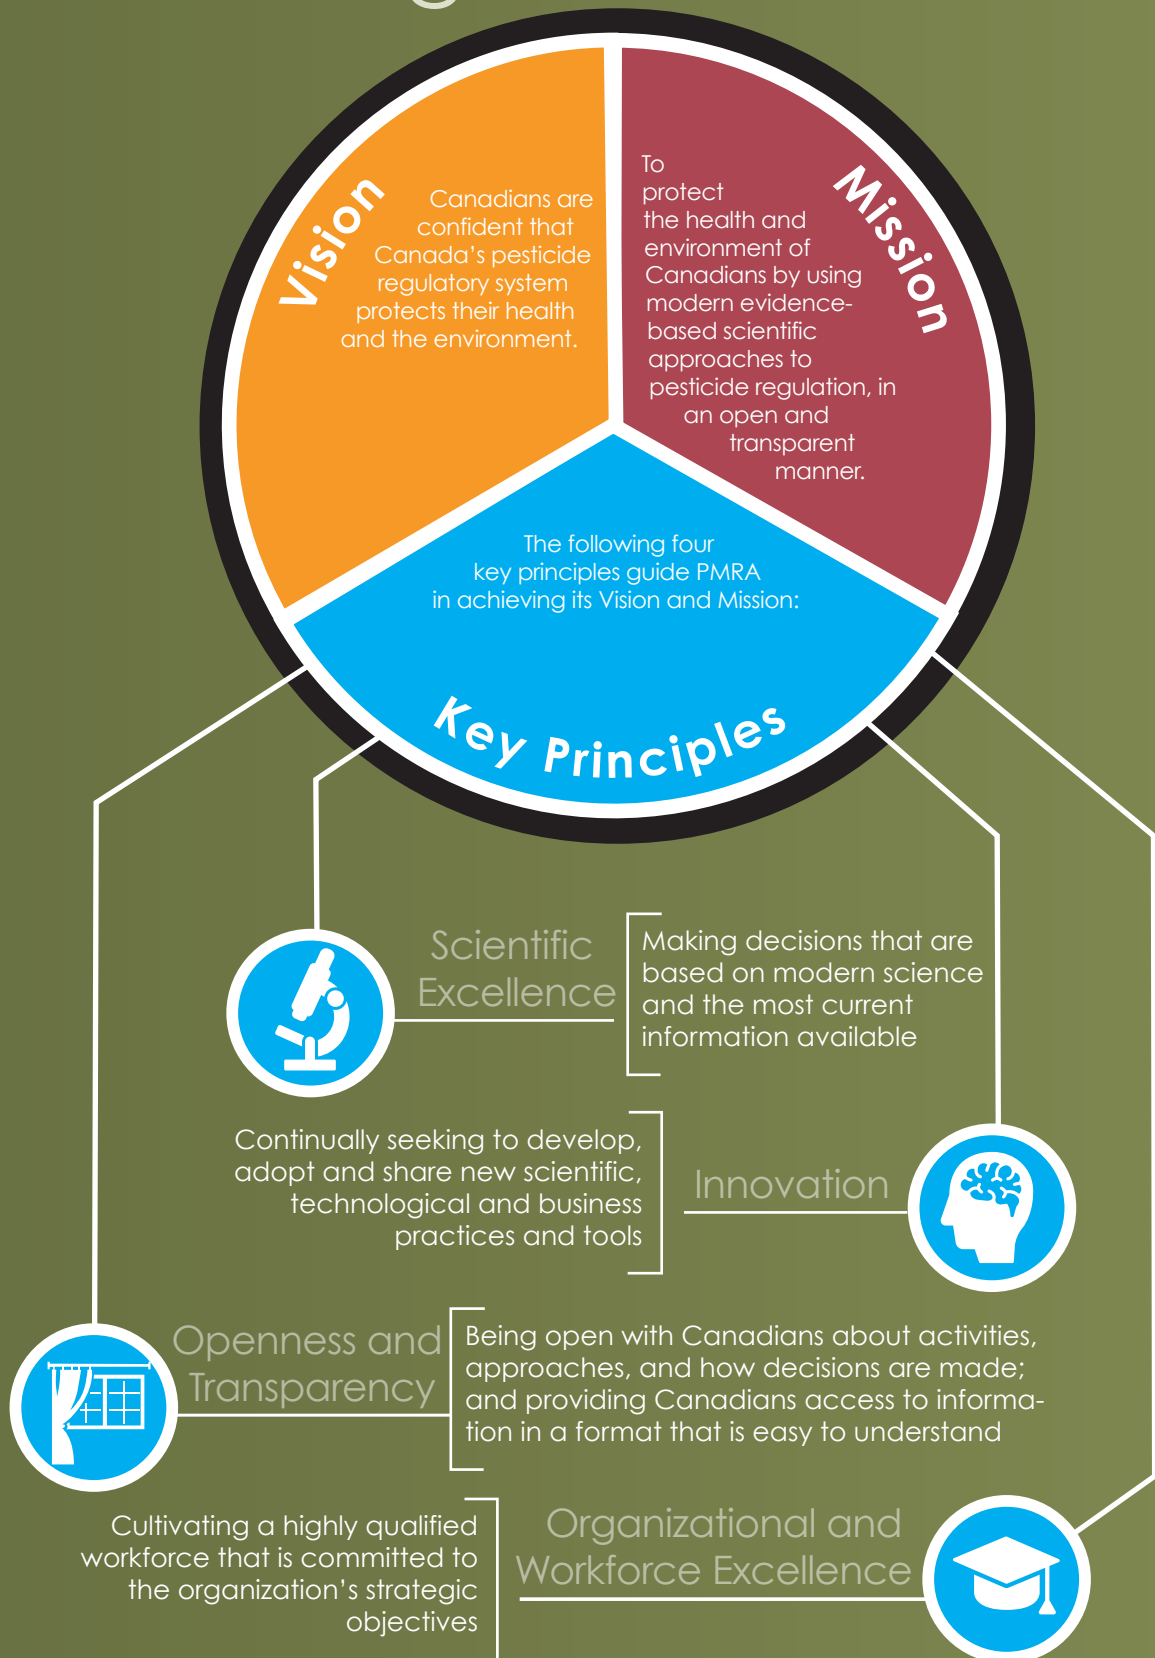 Vision
Canadians are
confident that
Canada's pesticide
regulatory system
protects their health
and the environment.
Mission
To
protect
the health and
environment of
Canadians by using
modern evidence-
based scientific
approaches to
pesticide regulation, in
an open and
transparent
manner.
The following four
key principles guide PMRA
in achieving its Vision and Mission:
Key Principles
Scientific
Excellence
Making decisions that are
based on modern science
and the most current
information available
Continually seeking to develop,
adopt and share new scientific,
technological and business
practices and tools
Innovation
Openness and
Transparency
Being open with Canadians about activities,
approaches, and how decisions are made;
and providing Canadians access to informa-
tion in a format that is easy to understand
Cultivating a highly qualified
workforce that is committed to
the organization's strategic
objectives
Organizational and
Workforce Excellence